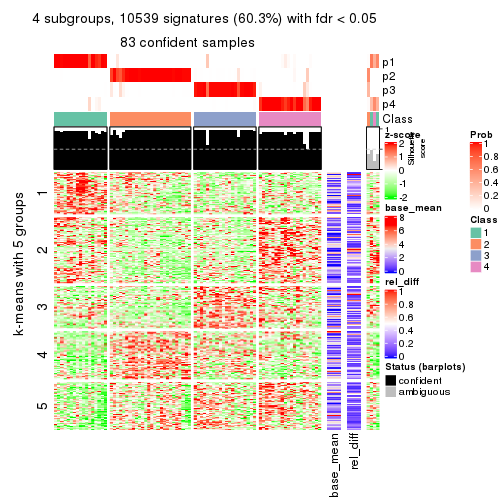 4 subgroups, 10539 signatures (60.3%) with fdr < 0.05
83 confident samples
p1
p2
p3
p4
Class
1
Silhouette
score
k-means with 5 groups
1
2
3
4
5
base_mean
rel_diff
z-score
2
1
0
-1
-2
base_mean
8
6
4
2
0
rel_diff
1
0.8
0.6
0.4
0.2
0
Status (barplots)
confident
ambiguous
Prob
1
0.8
0.6
0.4
0.2
0
Class
1
2
3
4